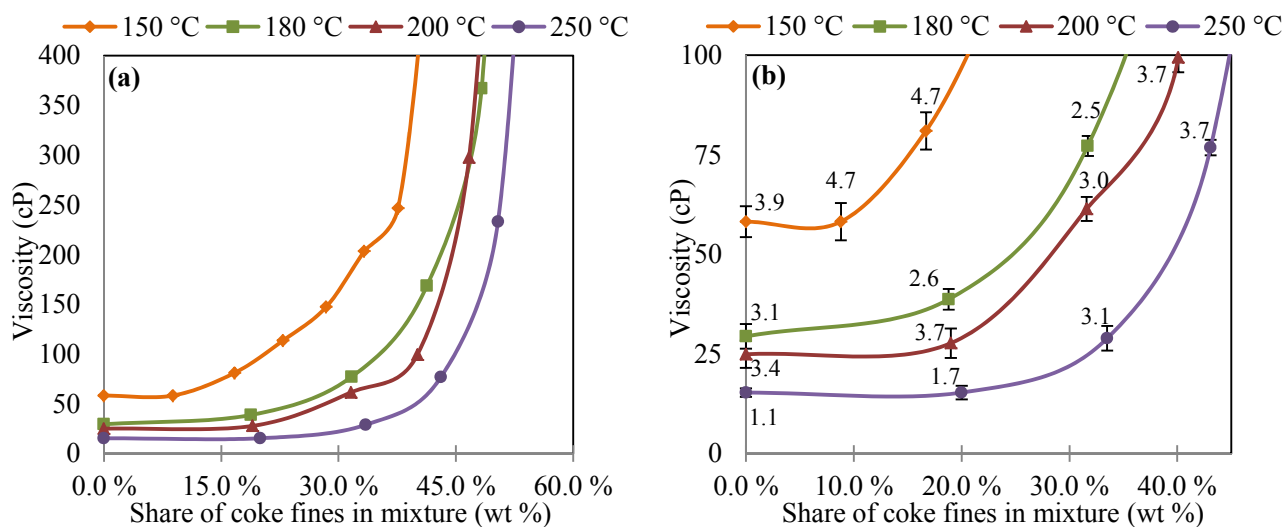 150 °C 180 °C 200 °C 250 °C
(a)
Viscosity (cP)
400
350
300
250
200
150
100
50
0
0.0 % 15.0 % 30.0 % 45.0 % 60.0 %
Share of coke fines in mixture (wt %)
150 °C 180 °C 200 °C 250 °C
(b)
Viscosity (cP)
100
75
50
25
0
3.9 4.7 4.7
3.1 2.6 2.5
3.4 3.7 3.0 3.7
1.1 1.7 3.1 3.7
0.0 % 10.0 % 20.0 % 30.0 % 40.0 %
Share of coke fines in mixture (wt %)